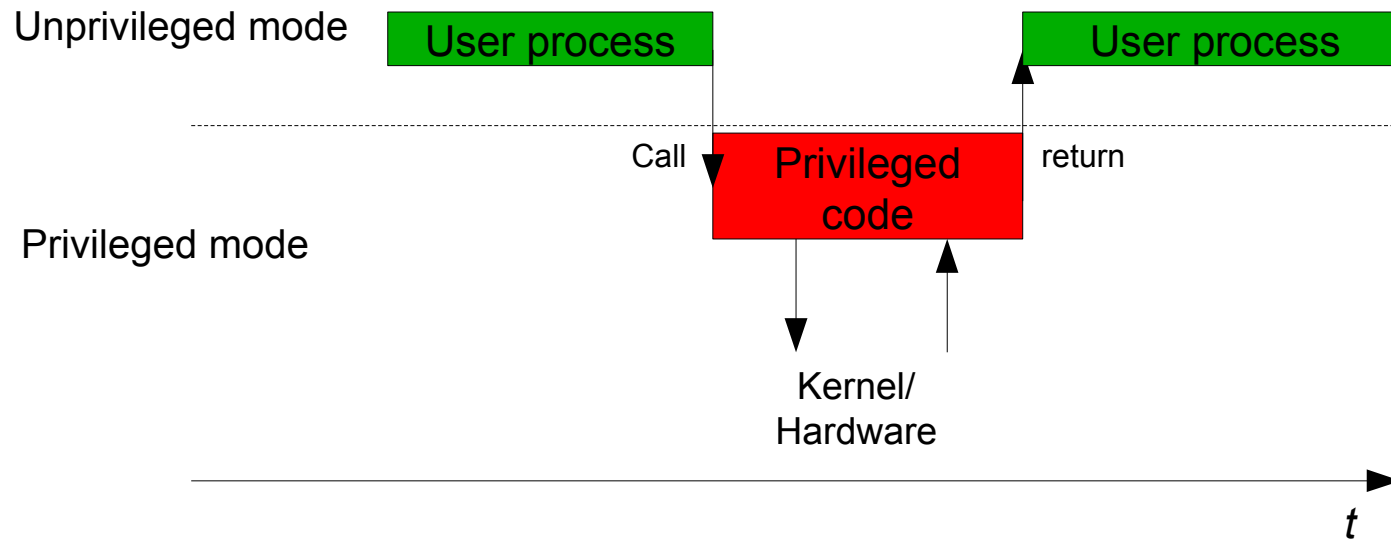 Unprivileged mode
User process
User process
Call
Privileged
code
return
Privileged mode
Kernel/
Hardware
t